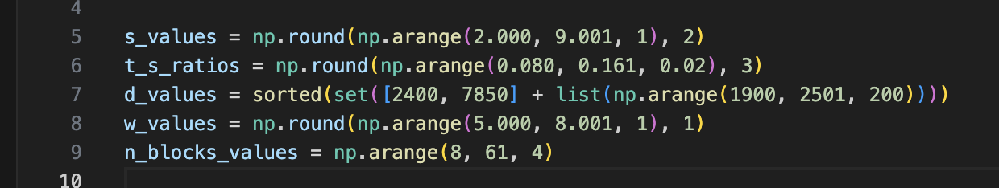 4
5 s_values = np.round(np.arange(2.000, 9.001, 1), 2)
6 t_s_ratios = np.round(np.arange(0.080, 0.161, 0.02), 3)
7 d_values = sorted(set([2400, 7850] + list(np.arange(1900, 2501, 200))))
8 w_values = np.round(np.arange(5.000, 8.001, 1), 1)
9 n_blocks_values = np.arange(8, 61, 4)
10